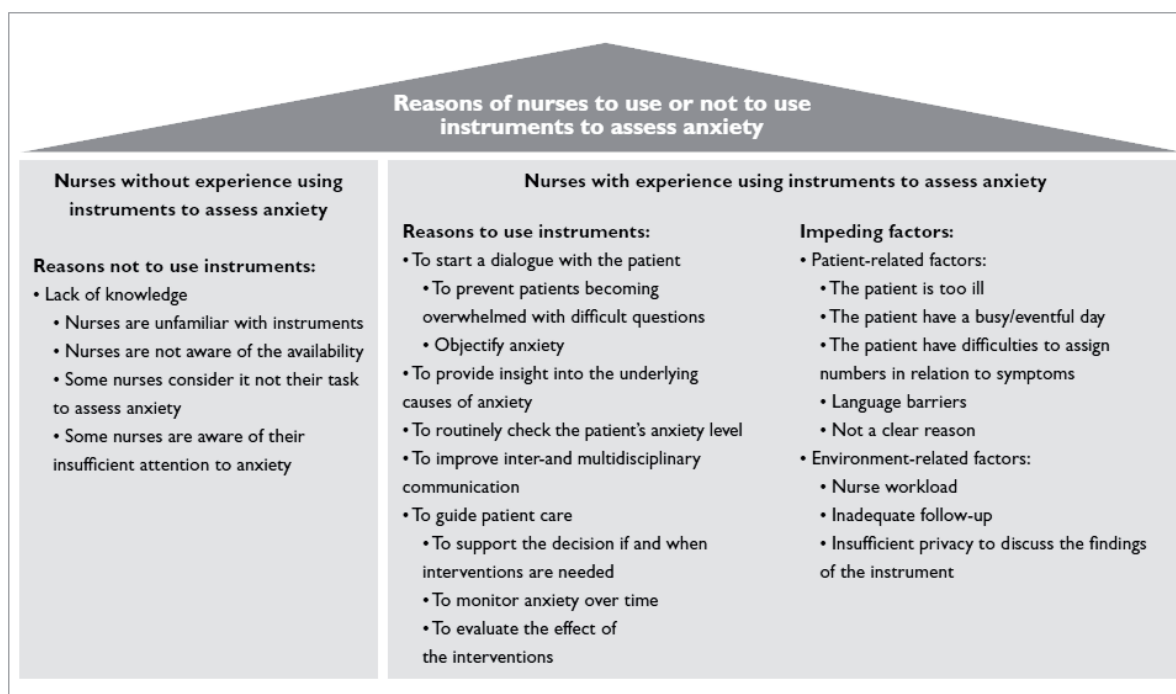 Reasons of nurses to use or not to use
instruments to assess anxiety
Nurses without experience using
instruments to assess anxiety
Reasons not to use instruments:
• Lack of knowledge
• Nurses are unfamiliar with instruments
• Nurses are not aware of the availability
• Some nurses consider it not their task
to assess anxiety
• Some nurses are aware of their
insufficient attention to anxiety
Nurses with experience using instruments to assess anxiety
Reasons to use instruments:
• To start a dialogue with the patient
• To prevent patients becoming
overwhelmed with difficult questions
• Objectify anxiety
• To provide insight into the underlying
causes of anxiety
• To routinely check the patient's anxiety level
• To improve inter-and multidisciplinary
communication
• To guide patient care
• To support the decision if and when
interventions are needed
• To monitor anxiety over time
• To evaluate the effect of
the interventions
Impeding factors:
• Patient-related factors:
• The patient is too ill
• The patient have a busy/eventful day
• The patient have difficulties to assign
numbers in relation to symptoms
• Language barriers
• Not a clear reason
• Environment-related factors:
• Nurse workload
• Inadequate follow-up
• Insufficient privacy to discuss the findings
of the instrument